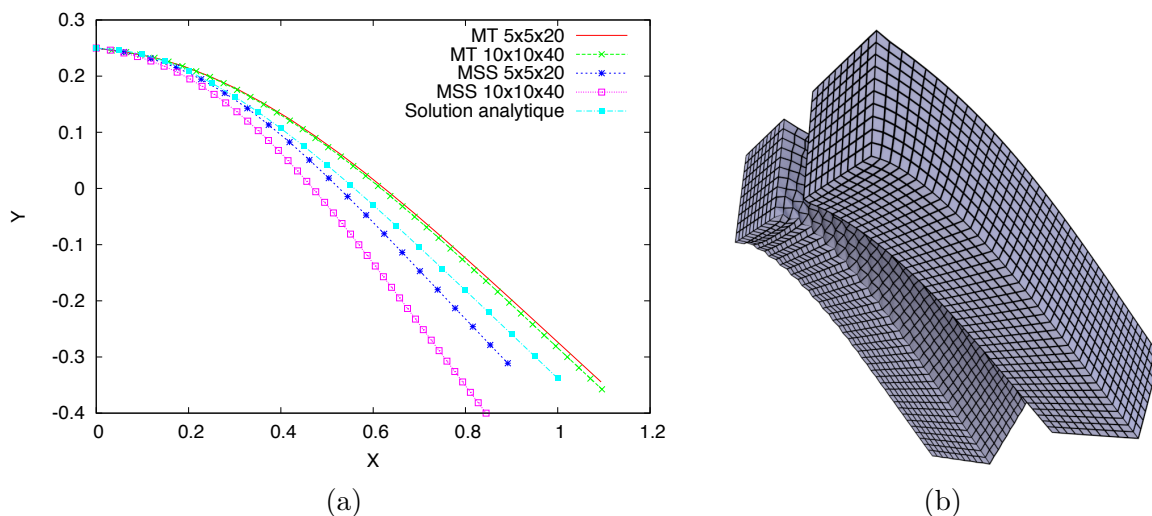 0.3
0.2
0.1
0
-0.1
-0.2
-0.3
-0.4
Y
0
0.2
0.4
0.6
0.8
1
1.2
X
MT 5x5x20
MT 10x10x40
MSS 5x5x20
MSS 10x10x40
Solution analytique
(a)
(b)